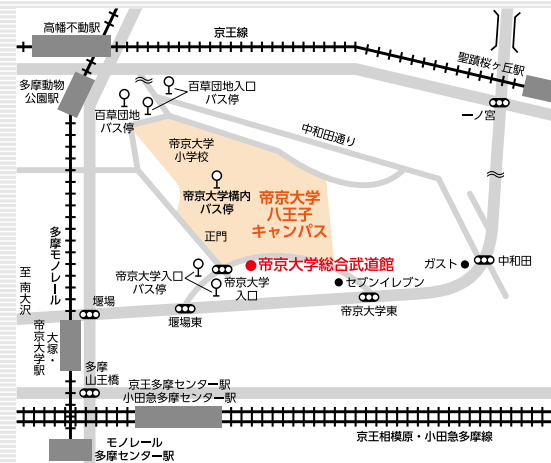 高幡不動駅
京王線
聖蹟桜ヶ丘駅
多摩動物
公園駅
百草団地入口
バス停
百草団地
バス停
一ノ宮
中和田通り
帝京大学
小学校
帝京大学構内
バス停
帝京大学
八王子
キャンパス
正門
多摩モノレール
帝京大学総合武道館
ガスト
中和田
至 南大沢
帝京大学入口
バス停
帝京大学
入口
セブンイレブン
堰場
堰場東
帝京大学東
大塚・
帝京大学駅
多摩
山王橋
京王多摩センター駅
小田急多摩センター駅
京王相模原・小田急多摩線
モノレール
多摩センター駅